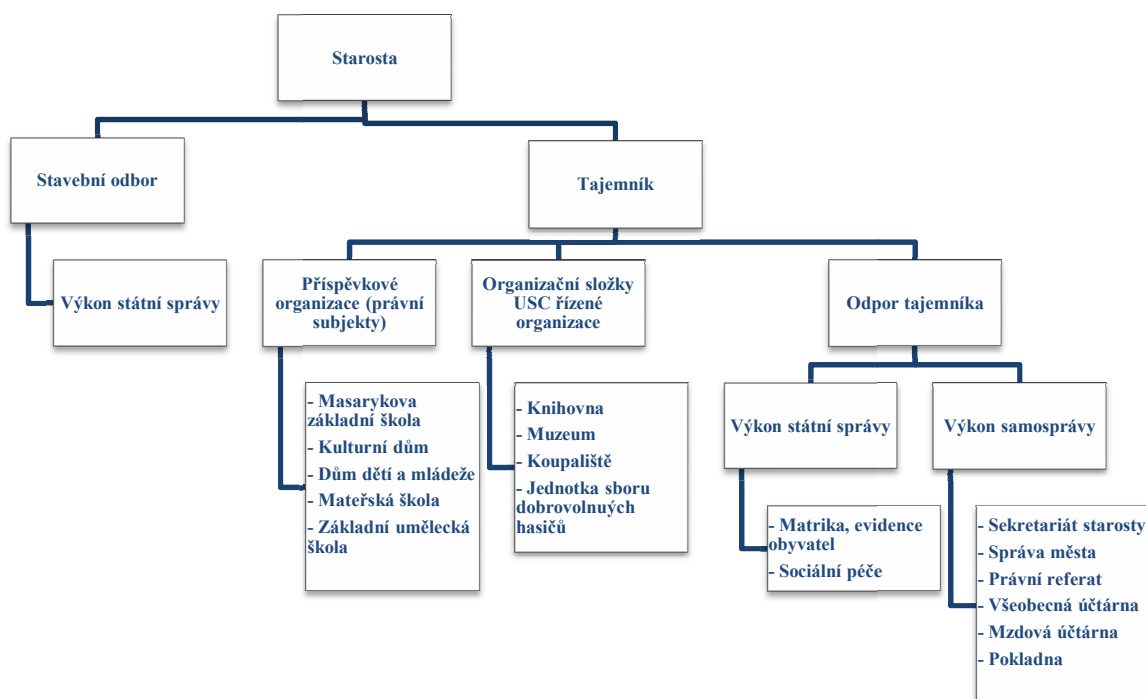 Starosta
Stavební odbor
Tajemník
Výkon státní správy
Příspěvkové
organizace (právní
subjekty)
Organizační složky
USC řízené
organizace
Odpor tajemníka
- Masarykova
základní škola
- Kulturní dům
- Dům dětí a mládeže
- Mateřská škola
- Základní umělecká
škola
- Knihovna
- Muzeum
- Koupaliště
- Jednotka sboru
dobrovolnuých
hasičů
Výkon státní správy
Výkon samosprávy
- Matrika, evidence
obyvatel
- Sociální péče
- Sekretariát starosty
- Správa města
- Právní referat
- Všeobecná účtárna
- Mzdová účtárna
- Pokladna